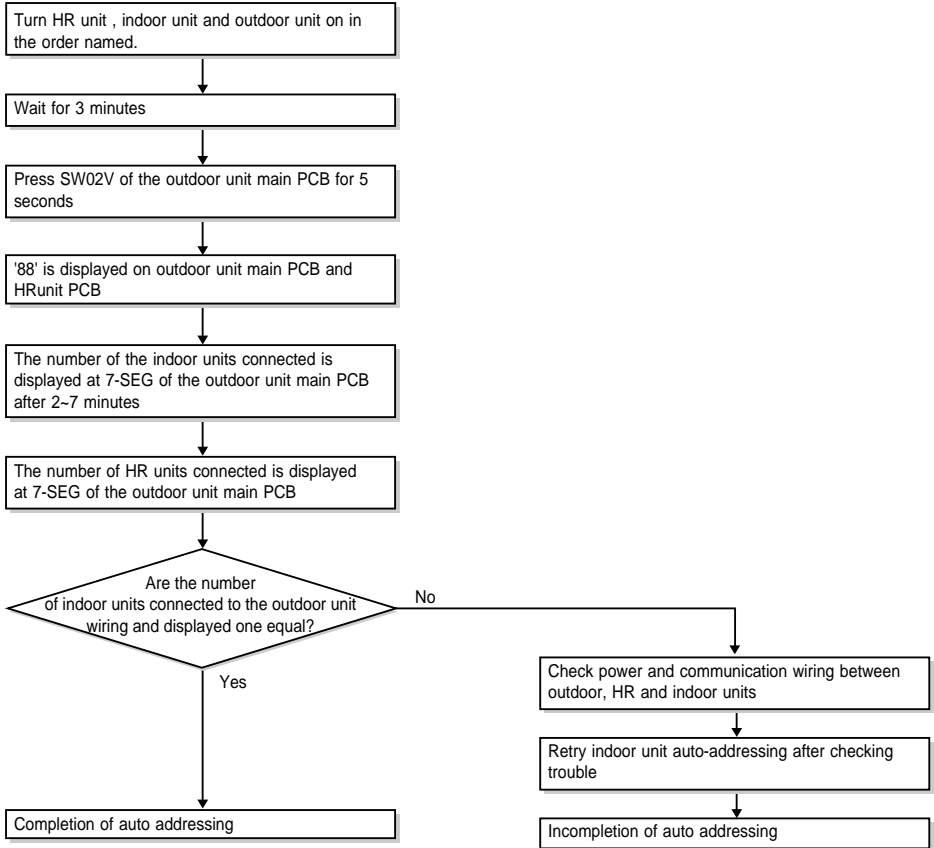 Turn HR unit , indoor unit and outdoor unit on in
the order named.
Wait for 3 minutes
Press SW02V of the outdoor unit main PCB for 5
seconds
'88' is displayed on outdoor unit main PCB and
HRunit PCB
The number of the indoor units connected is
displayed at 7-SEG of the outdoor unit main PCB
after 2~7 minutes
The number of HR units connected is displayed
at 7-SEG of the outdoor unit main PCB
Are the number
of indoor units connected to the outdoor unit
wiring and displayed one equal?
No
Yes
Check power and communication wiring between
outdoor, HR and indoor units
Retry indoor unit auto-addressing after checking
trouble
Completion of auto addressing
Incompletion of auto addressing